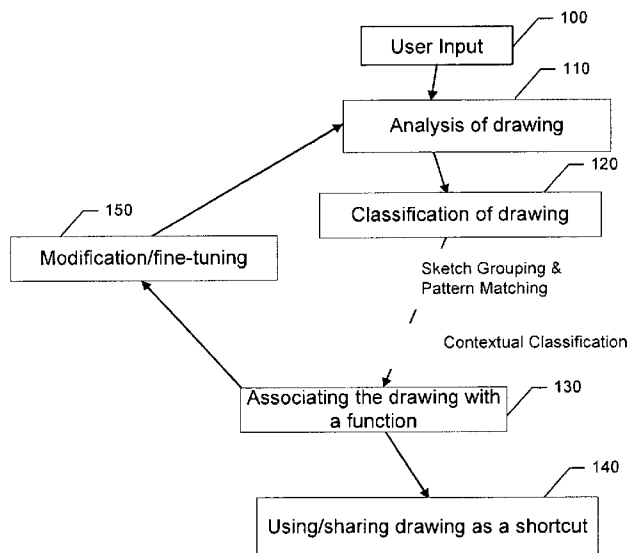 100
User Input
110
Analysis of drawing
120
Classification of drawing
150
Modification/fine-tuning
Sketch Grouping &
Pattern Matching
Contextual Classification
130
Associating the drawing with
a function
140
Using/sharing drawing as a shortcut